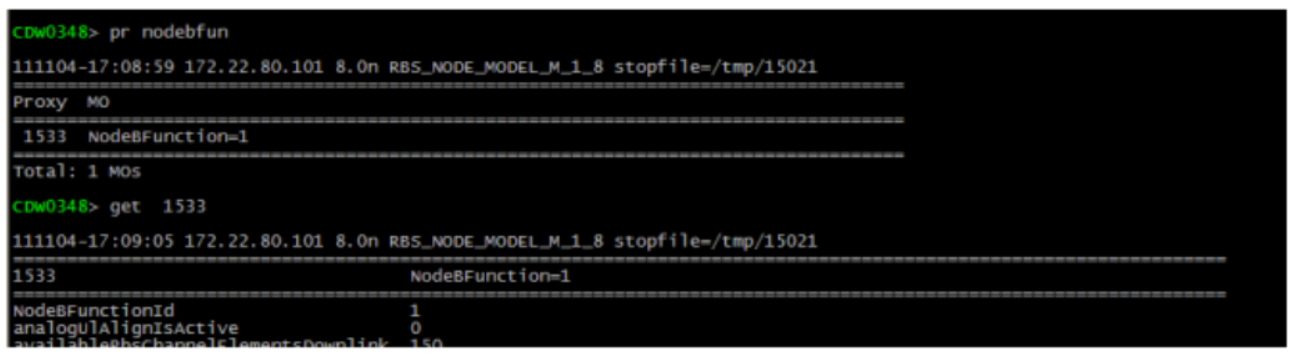 CDW0348> pr nodebfun
111104-17:08:59 172.22.80.101 8.0n RBS_NODE_MODEL_M_1_8 stopfile=/tmp/15021
====================================================================================================
Proxy  MO
====================================================================================================
 1533  NodeBFunction=1
====================================================================================================
Total: 1 MOs
CDW0348> get  1533
111104-17:09:05 172.22.80.101 8.0n RBS_NODE_MODEL_M_1_8 stopfile=/tmp/15021
====================================================================================================
1533                                         NodeBFunction=1
====================================================================================================
NodeBFunctionId                              1
analogUlAlignIsActive                        0
availableRbsChannelElementsDownlink  150